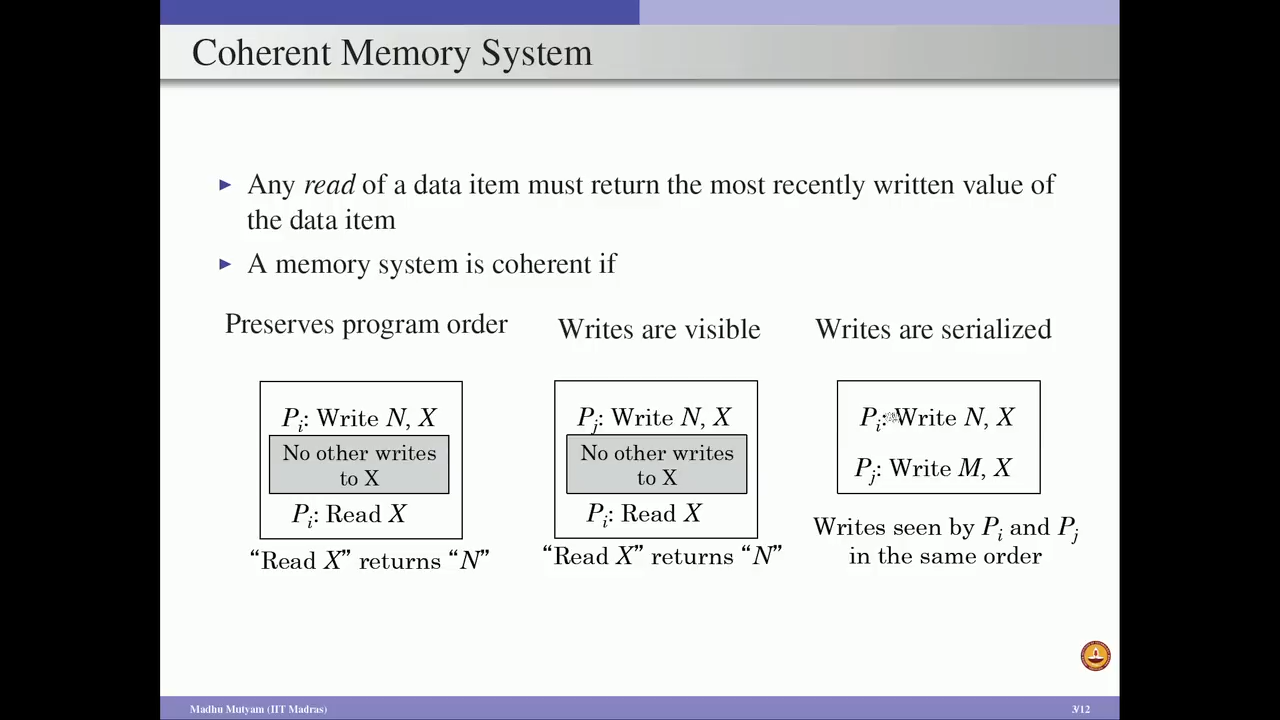 Coherent Memory System
▶ Any read of a data item must return the most recently written value of
the data item
▶ A memory system is coherent if
Preserves program order
Pi: Write N, X
No other writes
to X
Pi: Read X
“Read X” returns “N”
Writes are visible
Pj: Write N, X
No other writes
to X
Pi: Read X
“Read X” returns “N”
Writes are serialized
Pi: Write N, X
Pj: Write M, X
Writes seen by Pi and Pj
in the same order
Madhu Mutyam (IIT Madras)
3/12